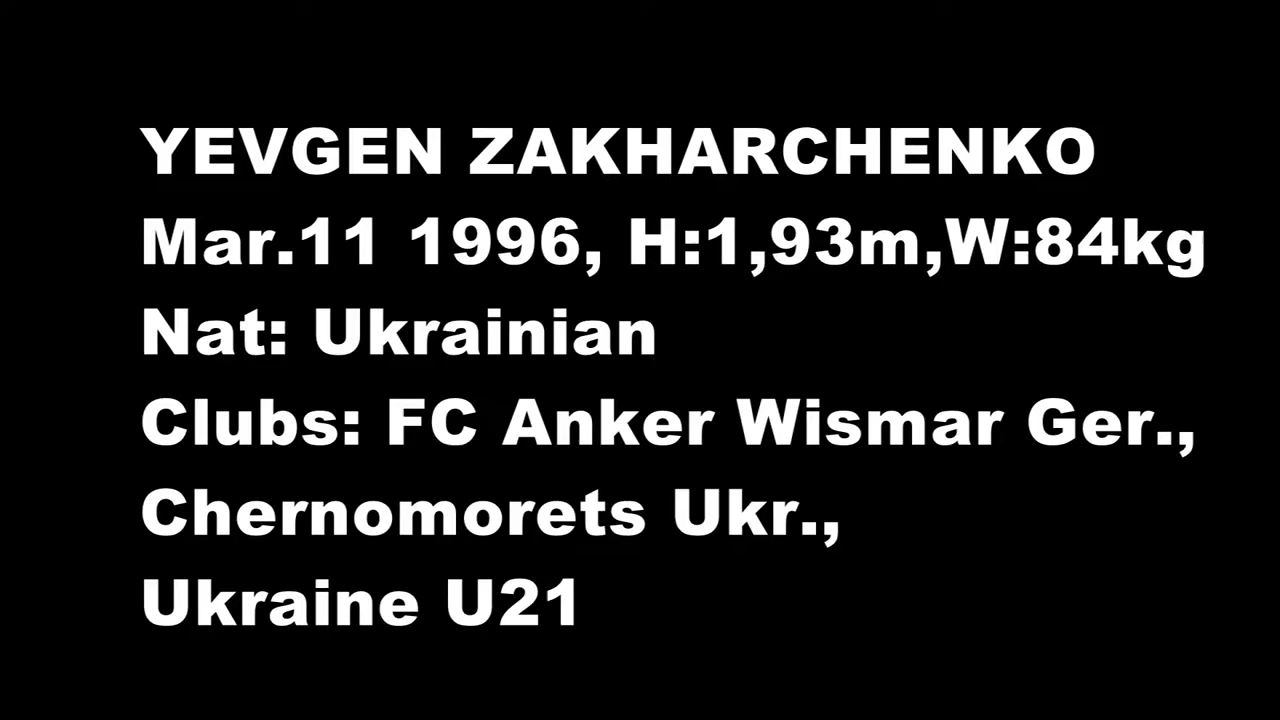 YEVGEN ZAKHARCHENKO
Mar.11 1996, H:1,93m,W:84kg
Nat: Ukrainian
Clubs: FC Anker Wismar Ger.,
Chernomorets Ukr.,
Ukraine U21